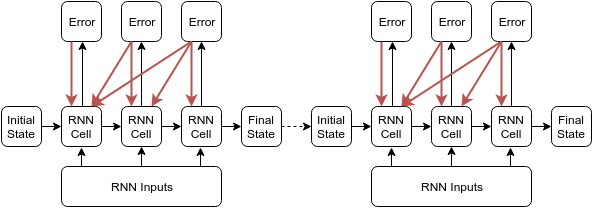 Error
Error
Error
Error
Error
Error
Initial
State
RNN
Cell
RNN
Cell
RNN
Cell
Final
State
Initial
State
RNN
Cell
RNN
Cell
RNN
Cell
Final
State
RNN Inputs
RNN Inputs